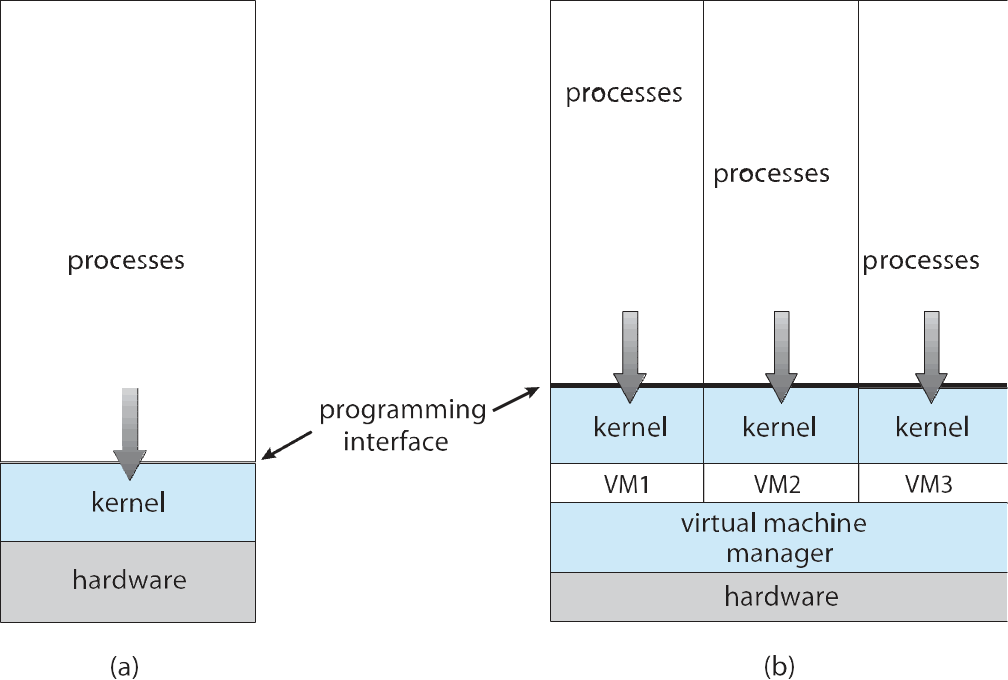 processes
kernel
hardware
(a)
programming
interface
processes
processes
processes
kernel
kernel
kernel
VM1
VM2
VM3
virtual machine
manager
hardware
(b)